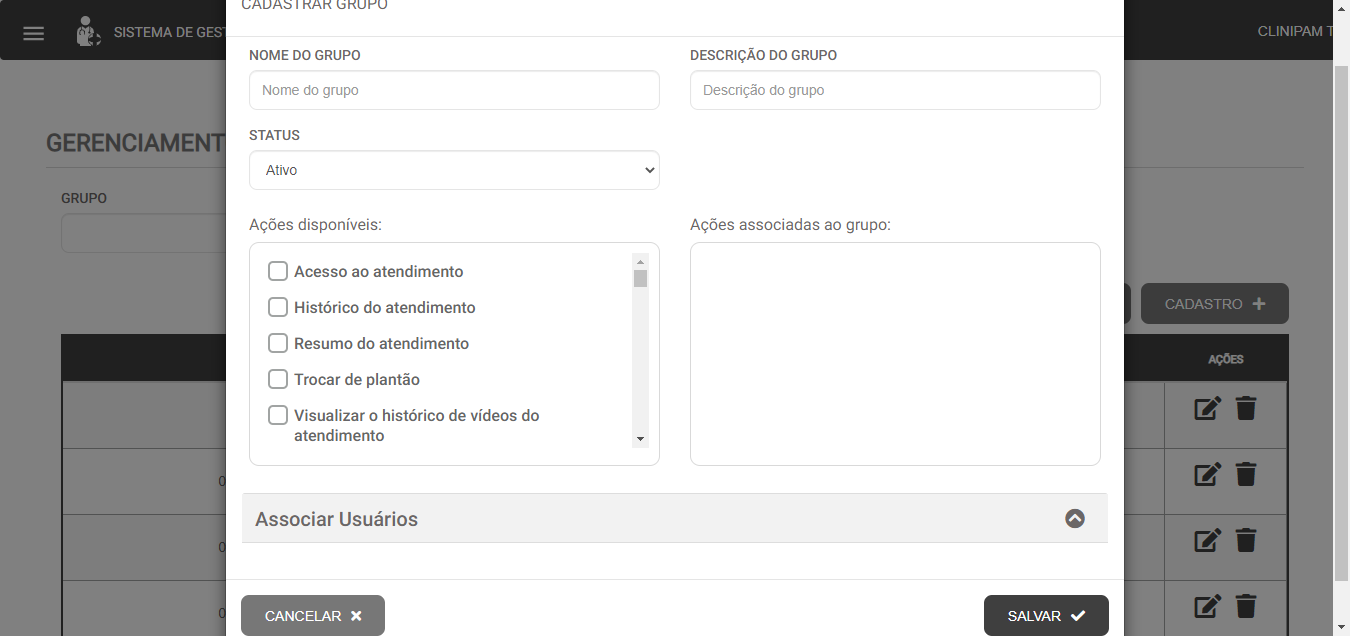 CADASTRAR GRUPO
SISTEMA DE GEST
CLINIPAM T
NOME DO GRUPO
DESCRIÇÃO DO GRUPO
Nome do grupo
Descrição do grupo
GERENCIAMENT
STATUS
Ativo
GRUPO
Ações disponíveis:
Ações associadas ao grupo:
Acesso ao atendimento
Histórico do atendimento
Resumo do atendimento
Trocar de plantão
Visualizar o histórico de vídeos do
atendimento
CADASTRO
AÇÕES
0
0
0
Associar Usuários
CANCELAR
SALVAR